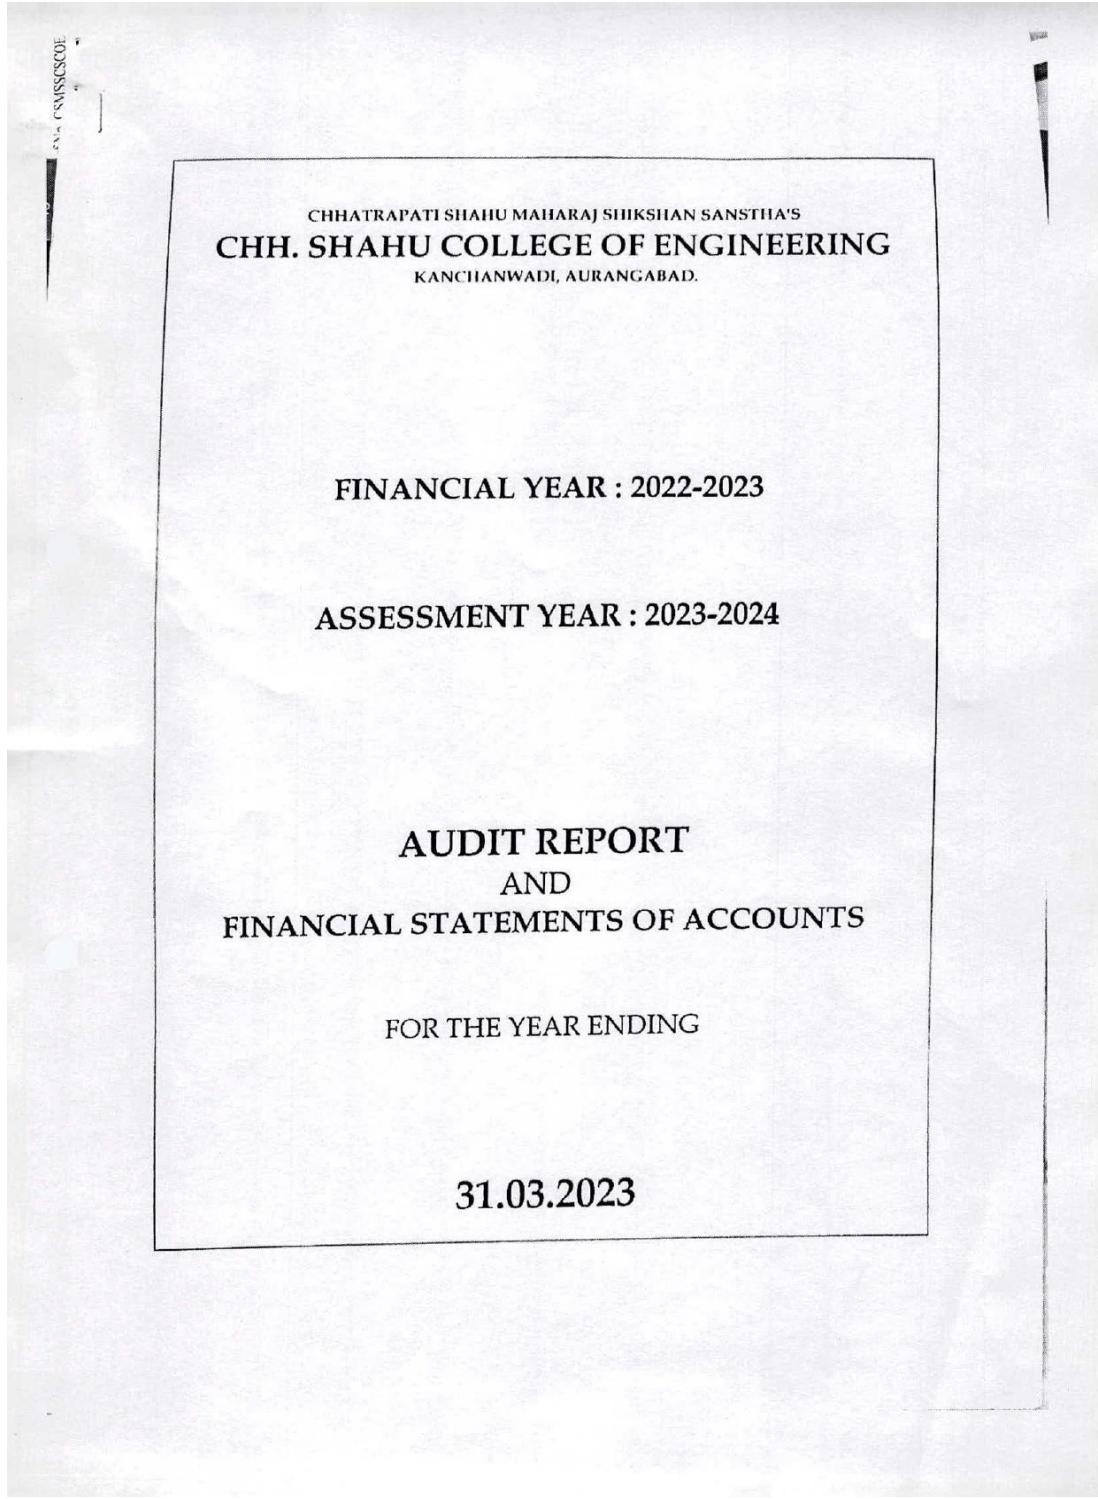 CSMSSCSCOE
CHHATRAPATI SHAHU MAHARAJ SHIKSHAN SANSTHA'S
CHH. SHAHU COLLEGE OF ENGINEERING
KANCHANWADI, AURANGABAD.
FINANCIAL YEAR : 2022-2023
ASSESSMENT YEAR : 2023-2024
AUDIT REPORT
AND
FINANCIAL STATEMENTS OF ACCOUNTS
FOR THE YEAR ENDING
31.03.2023